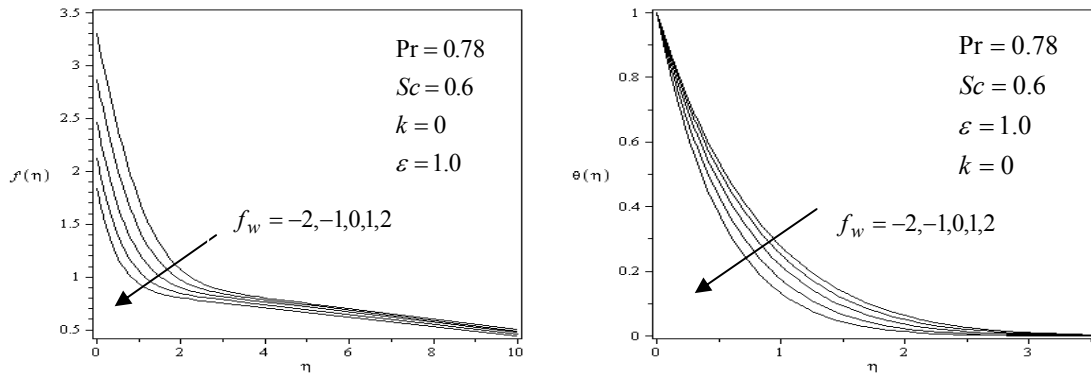 3.5
3
2.5
2
1.5
1
0.5
f'(η)
0
2
4
6
8
10
η
Pr = 0.78
Sc = 0.6
k = 0
ε = 1.0
f_w = −2,−1,0,1,2
1
0.8
0.6
0.4
0.2
0
θ(η)
0
1
2
3
η
Pr = 0.78
Sc = 0.6
ε = 1.0
k = 0
f_w = −2,−1,0,1,2